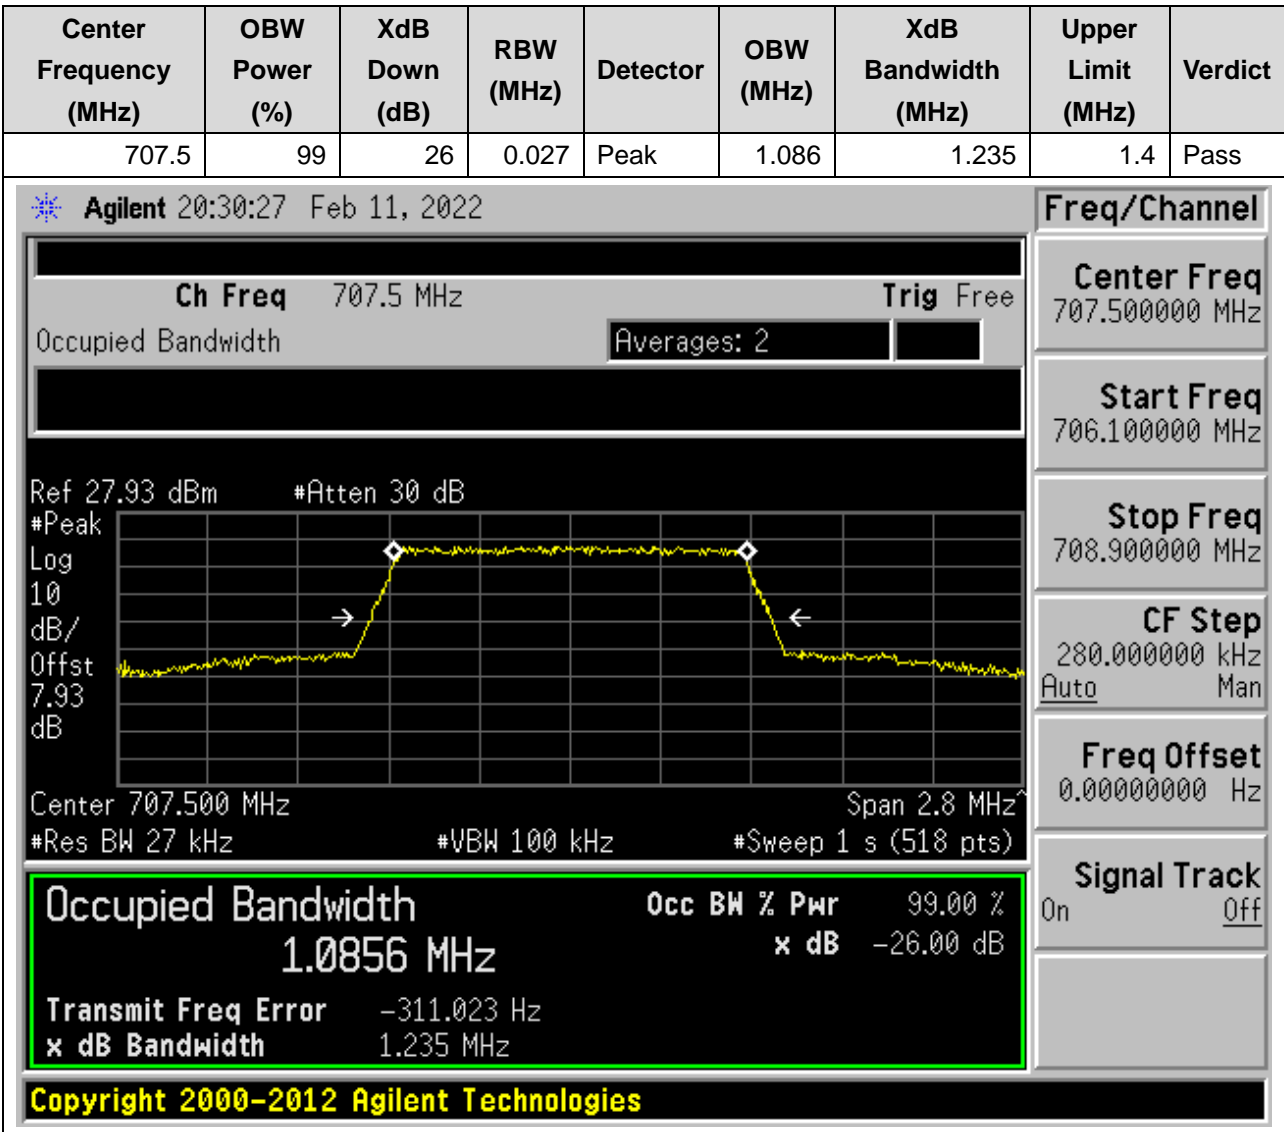 Center Frequency (MHz) OBW Power (%) XdB Down (dB) RBW (MHz) Detector OBW (MHz) XdB Bandwidth (MHz) Upper Limit (MHz) Verdict
707.5 99 26 0.027 Peak 1.086 1.235 1.4 Pass
Agilent 20:30:27 Feb 11, 2022
Freq/Channel
Ch Freq 707.5 MHz Trig Free
Occupied Bandwidth Averages: 2
Center Freq
707.500000 MHz
Start Freq
706.100000 MHz
Stop Freq
708.900000 MHz
CF Step
280.000000 kHz
Auto Man
Freq Offset
0.00000000 Hz
Signal Track
On Off
Ref 27.93 dBm #Atten 30 dB
#Peak
Log
10
dB/
Offst
7.93
dB
Center 707.500 MHz Span 2.8 MHz^
#Res BW 27 kHz #VBW 100 kHz #Sweep 1 s (518 pts)
Occupied Bandwidth Occ BW % Pwr 99.00 %
1.0856 MHz x dB -26.00 dB
Transmit Freq Error -311.023 Hz
x dB Bandwidth 1.235 MHz
Copyright 2000-2012 Agilent Technologies